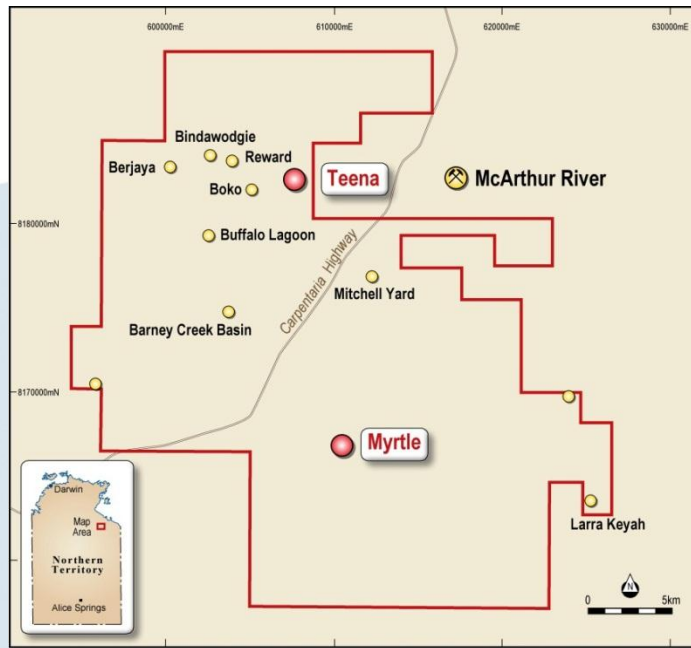 600000mE
610000mE
620000mE
630000mE
Bindawodgie
Berjaya
Reward
Boko
Teena
McArthur River
8180000mN
Buffalo Lagoon
Carpentaria Highway
Mitchell Yard
Barney Creek Basin
8170000mN
Myrtle
Larra Keyah
Darwin
Map
Area
Northern
Territory
Alice Springs
N
0 5km